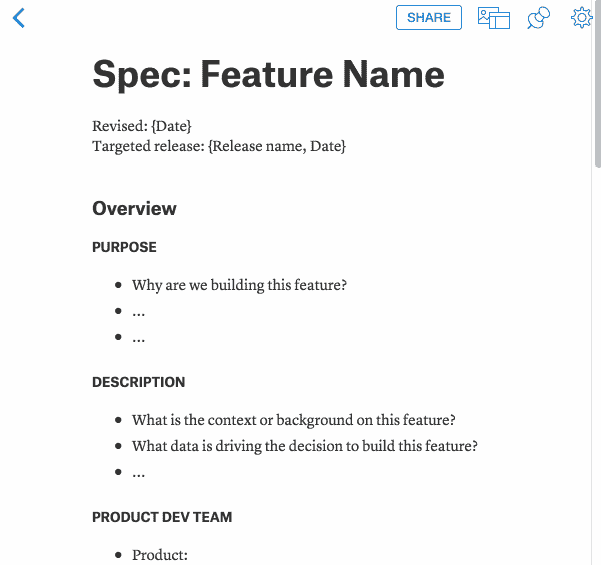 SHARE
Spec: Feature Name
Revised: {Date}
Targeted release: {Release name, Date}
Overview
PURPOSE
• Why are we building this feature?
• ...
• ...
DESCRIPTION
• What is the context or background on this feature?
• What data is driving the decision to build this feature?
• ...
PRODUCT DEV TEAM
• Product: